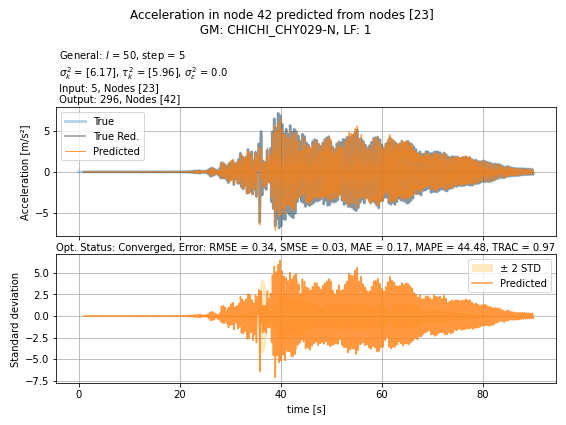 Acceleration in node 42 predicted from nodes [23]
GM: CHICHI_CHY029-N, LF: 1
General: l = 50, step = 5
σ²ₖ = [6.17], τ²ₖ = [5.96], σ²ε = 0.0
Input: 5, Nodes [23]
Output: 296, Nodes [42]
True
True Red.
Predicted
Acceleration [m/s²]
5
0
−5
Opt. Status: Converged, Error: RMSE = 0.34, SMSE = 0.03, MAE = 0.17, MAPE = 44.48, TRAC = 0.97
± 2 STD
Predicted
Standard deviation
5.0
2.5
0.0
−2.5
−5.0
−7.5
0 20 40 60 80
time [s]